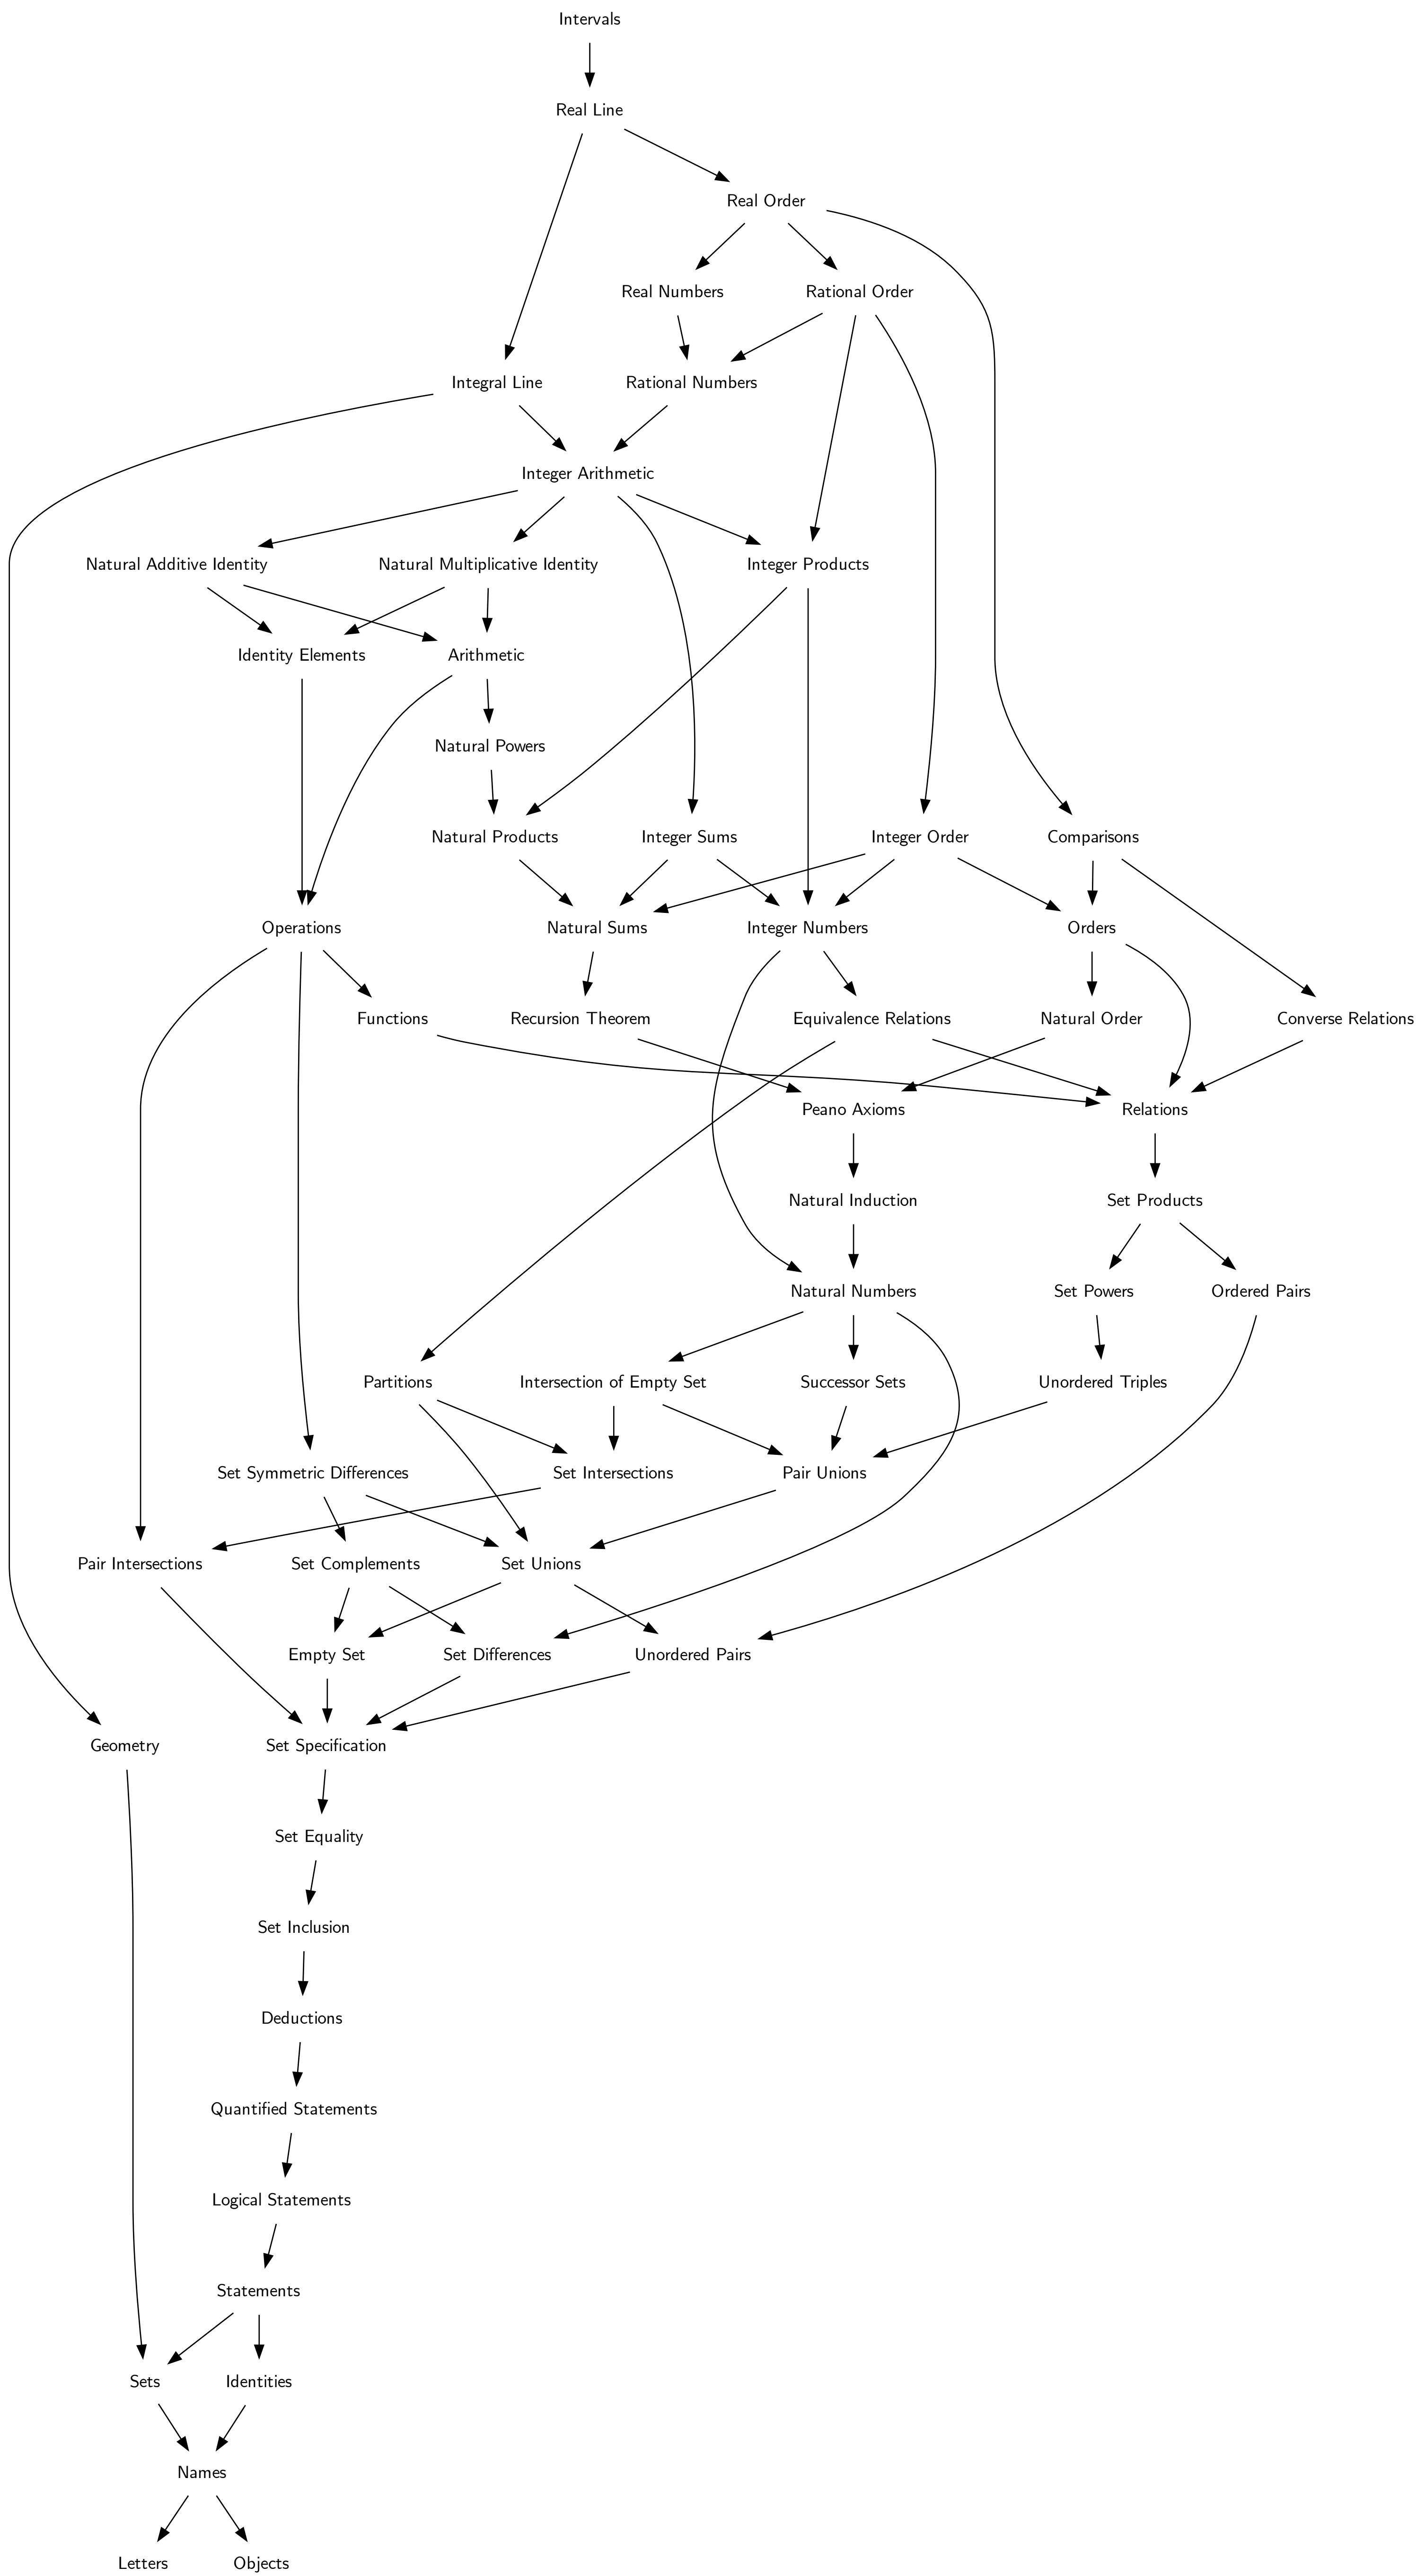 Intervals
Real Line
Real Order
Real Numbers
Rational Order
Integral Line
Rational Numbers
Integer Arithmetic
Natural Additive Identity
Natural Multiplicative Identity
Integer Products
Identity Elements
Arithmetic
Natural Powers
Natural Products
Integer Sums
Integer Order
Comparisons
Operations
Natural Sums
Integer Numbers
Orders
Functions
Recursion Theorem
Equivalence Relations
Natural Order
Converse Relations
Peano Axioms
Relations
Natural Induction
Set Products
Natural Numbers
Set Powers
Ordered Pairs
Partitions
Intersection of Empty Set
Successor Sets
Unordered Triples
Set Symmetric Differences
Set Intersections
Pair Unions
Pair Intersections
Set Complements
Set Unions
Empty Set
Set Differences
Unordered Pairs
Geometry
Set Specification
Set Equality
Set Inclusion
Deductions
Quantified Statements
Logical Statements
Statements
Sets
Identities
Names
Letters
Objects